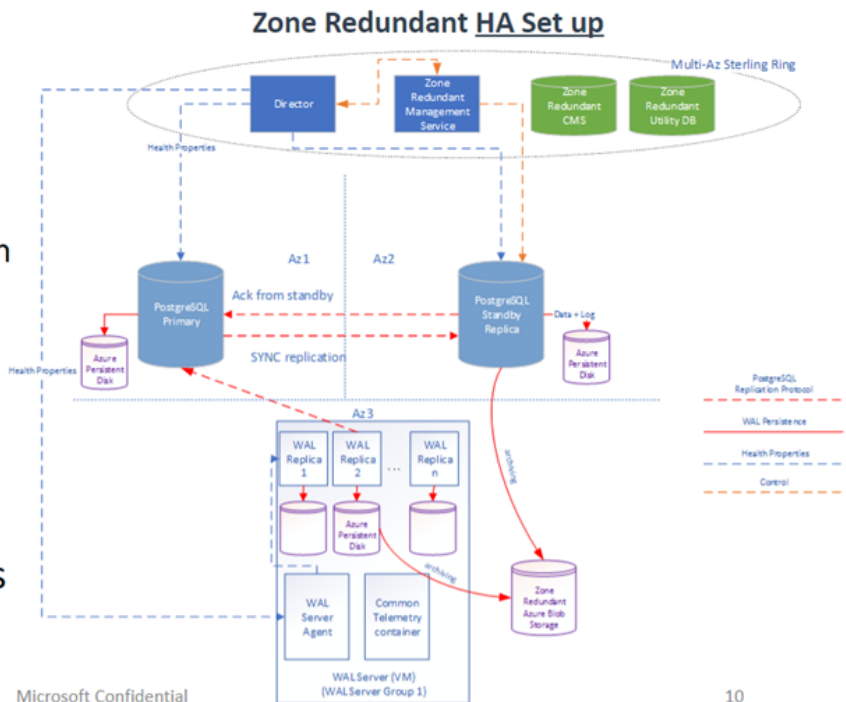 Zone Redundant HA Set up
Multi-Az Sterling Ring
Director
Zone
Redundant
Management
Service
Zone
Redundant
CMS
Zone
Redundant
Utility DB
Health Properties
Az1
Az2
PostgreSQL
Primary
Ack from standby
SYNC replication
PostgreSQL
Standby
Replica
Data + Log
Azure
Persistent
Disk
Azure
Persistent
Disk
Health Properties
Az3
WAL
Replica
1
WAL
Replica
2
...
WAL
Replica
n
Azure
Persistent
Disk
archiving
archiving
WAL
Server
Agent
Common
Telemetry
container
Zone
Redundant
Azure Blob
Storage
WAL Server (VM)
(WAL Server Group 1)
PostgreSQL
Replication Protocol
WAL Persistence
Health Properties
Control
Microsoft Confidential
10